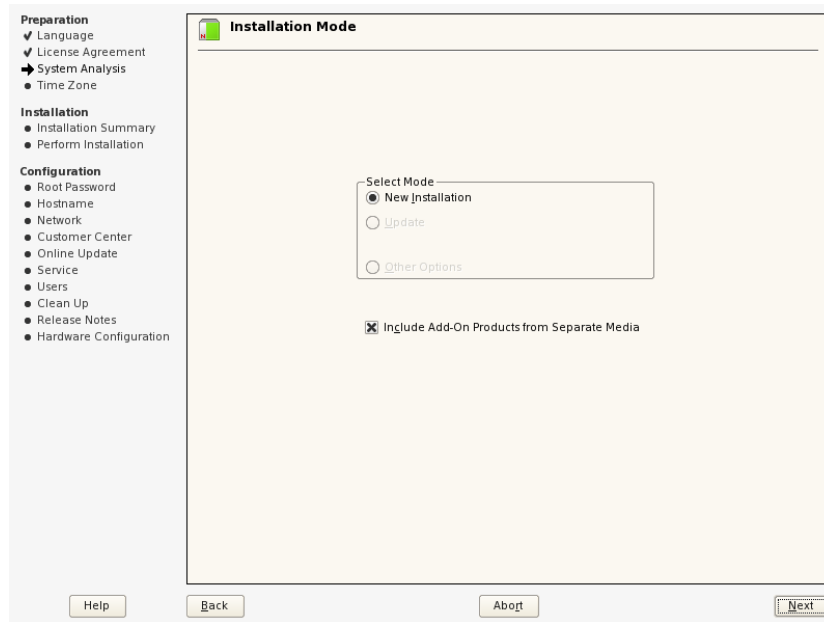 Preparation
Language
License Agreement
System Analysis
Time Zone
Installation
Installation Summary
Perform Installation
Configuration
Root Password
Hostname
Network
Customer Center
Online Update
Service
Users
Clean Up
Release Notes
Hardware Configuration
Installation Mode
Select Mode
New Installation
Update
Other Options
Include Add-On Products from Separate Media
Help
Back
Abort
Next